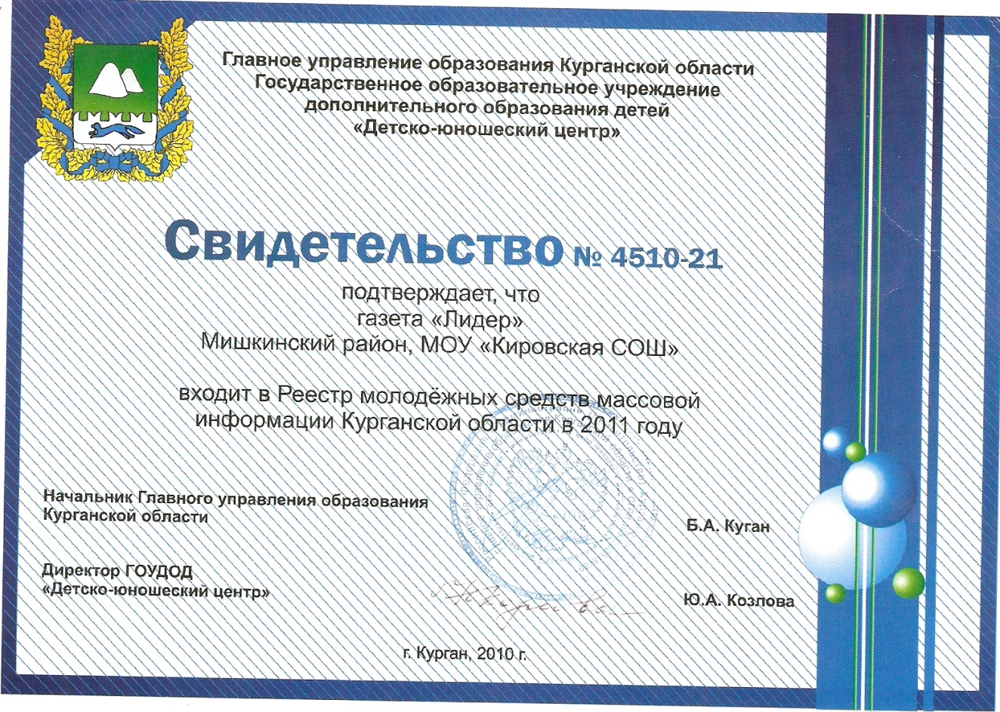 Главное управление образования Курганской области
Государственное образовательное учреждение
дополнительного образования детей
«Детско-юношеский центр»
Свидетельство № 4510-21
подтверждает, что
газета «Лидер»
Мишкинский район, МОУ «Кировская СОШ»
входит в Реестр молодёжных средств массовой
информации Курганской области в 2011 году
Начальник Главного управления образования
Курганской области
Б.А. Куган
Директор ГОУДОД
«Детско-юношеский центр»
Ю.А. Козлова
г. Курган, 2010 г.